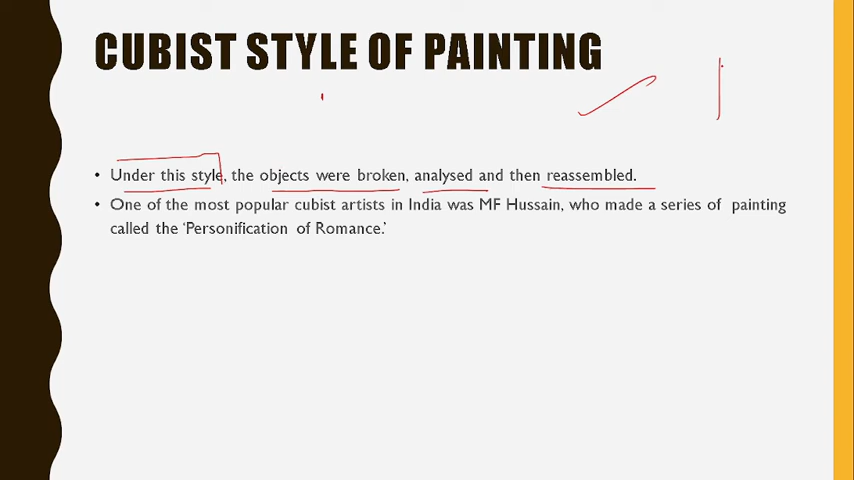 CUBIST STYLE OF PAINTING
• Under this style, the objects were broken, analysed and then reassembled.
• One of the most popular cubist artists in India was MF Hussain, who made a series of painting
called the ‘Personification of Romance.’